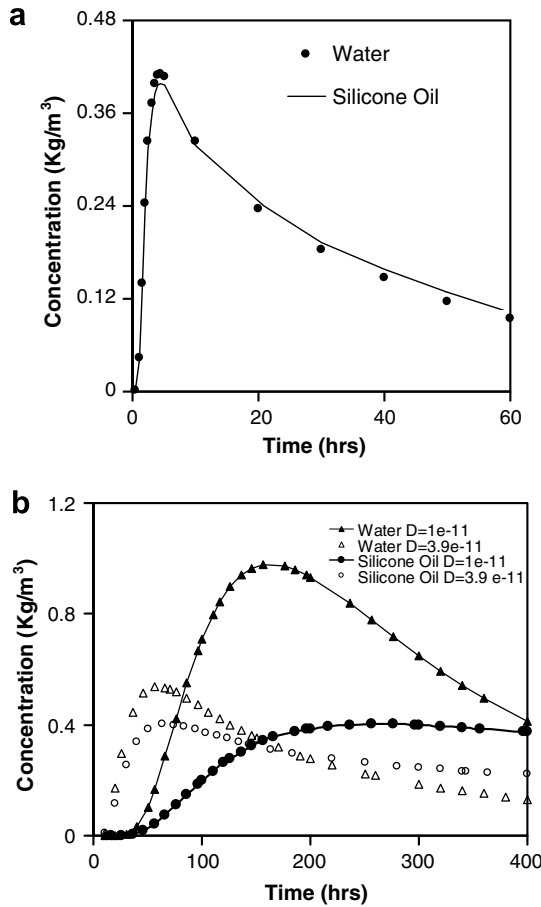 a
0.48
0.36
0.24
0.12
0
Concentration (Kg/m³)
Water
Silicone Oil
0 20 40 60
Time (hrs)
b
1.2
0.8
0.4
0
Concentration (Kg/m³)
Water D=1e-11
Water D=3.9e-11
Silicone Oil D=1e-11
Silicone Oil D=3.9 e-11
0 100 200 300 400
Time (hrs)